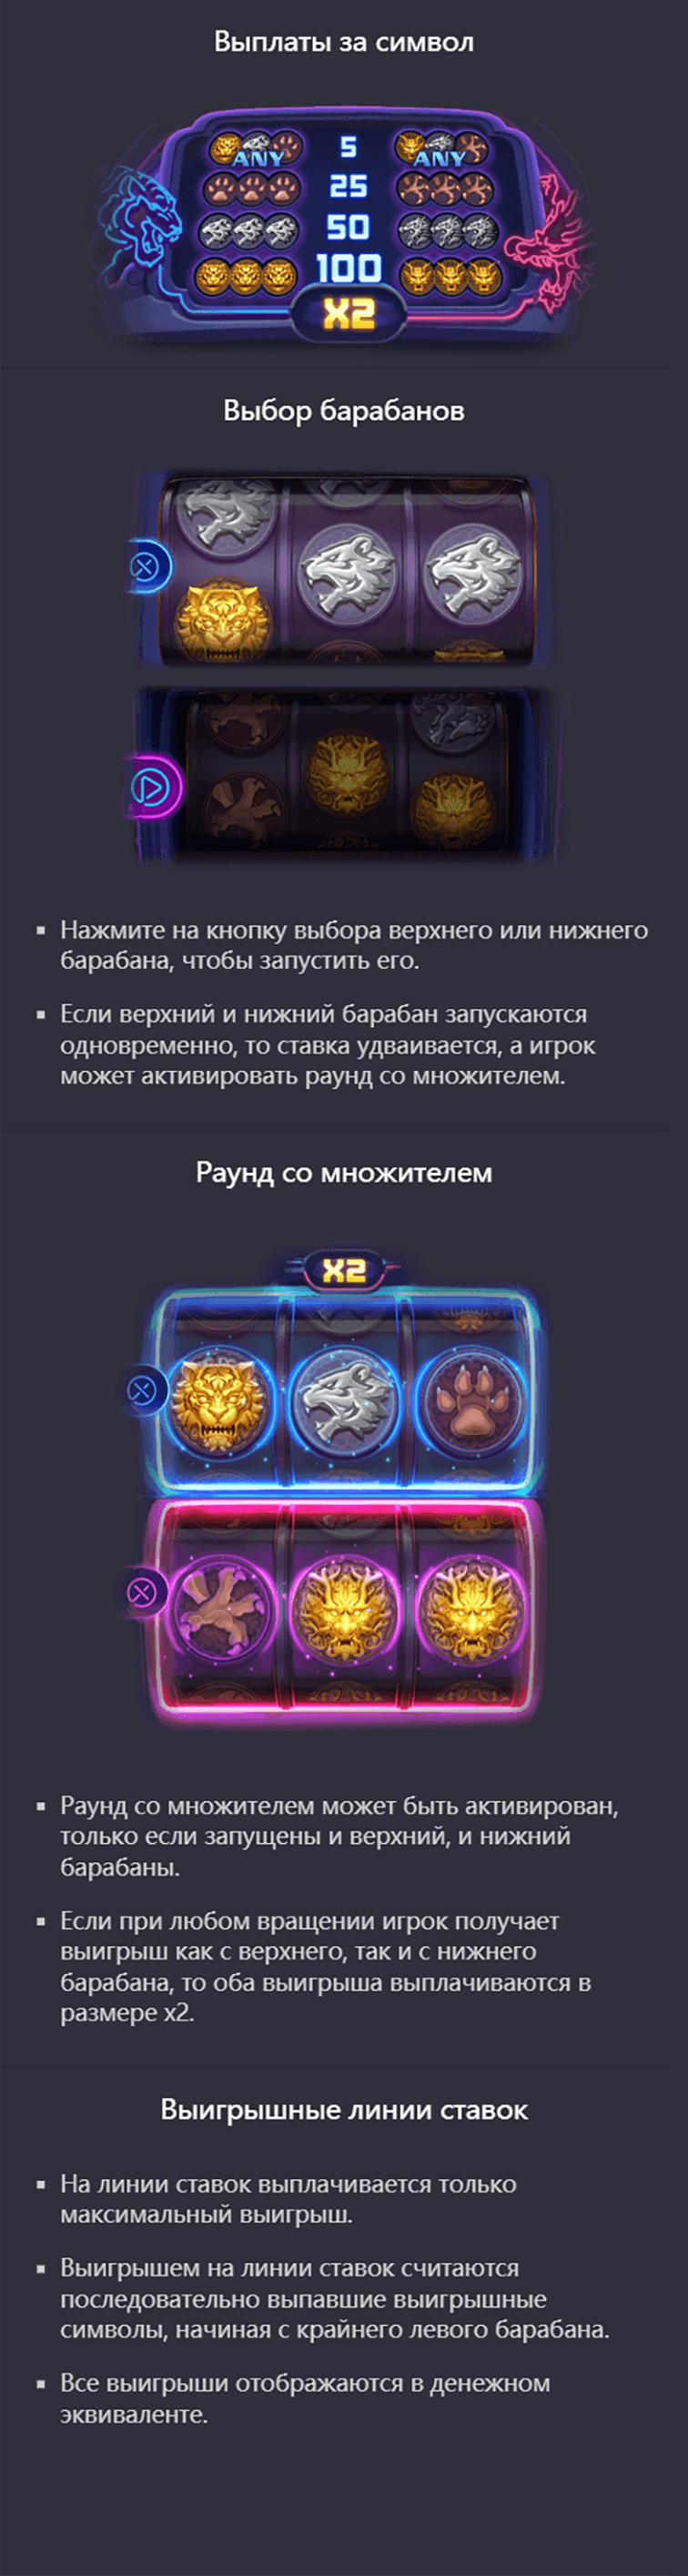 Выплаты за символ
ANY 5 ANY
25
50
100
X2
Выбор барабанов
Нажмите на кнопку выбора верхнего или нижнего
барабана, чтобы запустить его.
Если верхний и нижний барабан запускаются
одновременно, то ставка удваивается, а игрок
может активировать раунд со множителем.
Раунд со множителем
X2
Раунд со множителем может быть активирован,
только если запущены и верхний, и нижний
барабаны.
Если при любом вращении игрок получает
выигрыш как с верхнего, так и с нижнего
барабана, то оба выигрыша выплачиваются в
размере x2.
Выигрышные линии ставок
На линии ставок выплачивается только
максимальный выигрыш.
Выигрышем на линии ставок считаются
последовательно выпавшие выигрышные
символы, начиная с крайнего левого барабана.
Все выигрыши отображаются в денежном
эквиваленте.